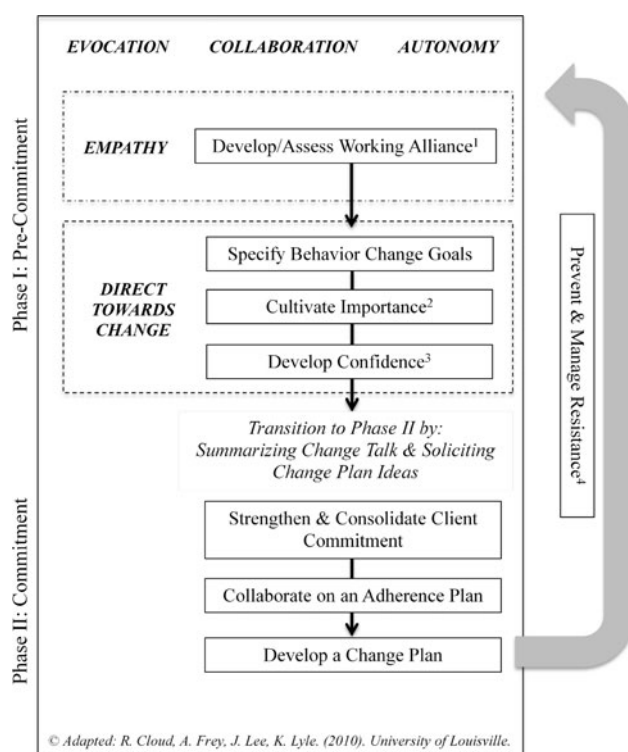 EVOCATION COLLABORATION AUTONOMY
EMPATHY
Develop/Assess Working Alliance¹
Phase I: Pre-Commitment
DIRECT
TOWARDS
CHANGE
Specify Behavior Change Goals
Cultivate Importance²
Develop Confidence³
Transition to Phase II by:
Summarizing Change Talk & Soliciting
Change Plan Ideas
Phase II: Commitment
Strengthen & Consolidate Client
Commitment
Collaborate on an Adherence Plan
Develop a Change Plan
Prevent & Manage Resistance⁴
© Adapted: R. Cloud, A. Frey, J. Lee, K. Lyle. (2010). University of Louisville.